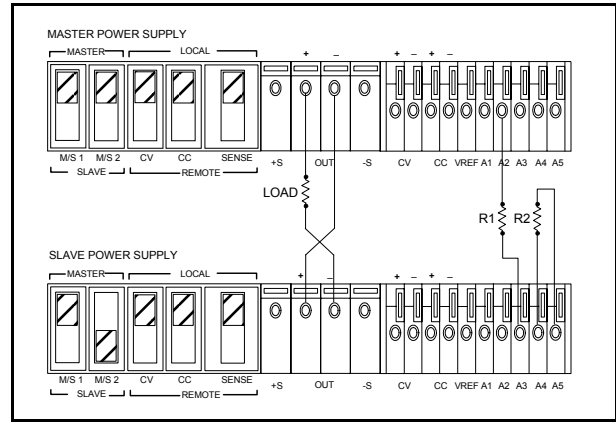 MASTER POWER SUPPLY
MASTER LOCAL
+ – + – + –
M/S 1 M/S 2 CV CC SENSE +S OUT -S CV CC VREF A1 A2 A3 A4 A5
SLAVE REMOTE
LOAD R1 R2
SLAVE POWER SUPPLY
MASTER LOCAL
+ – + – + –
M/S 1 M/S 2 CV CC SENSE +S OUT -S CV CC VREF A1 A2 A3 A4 A5
SLAVE REMOTE